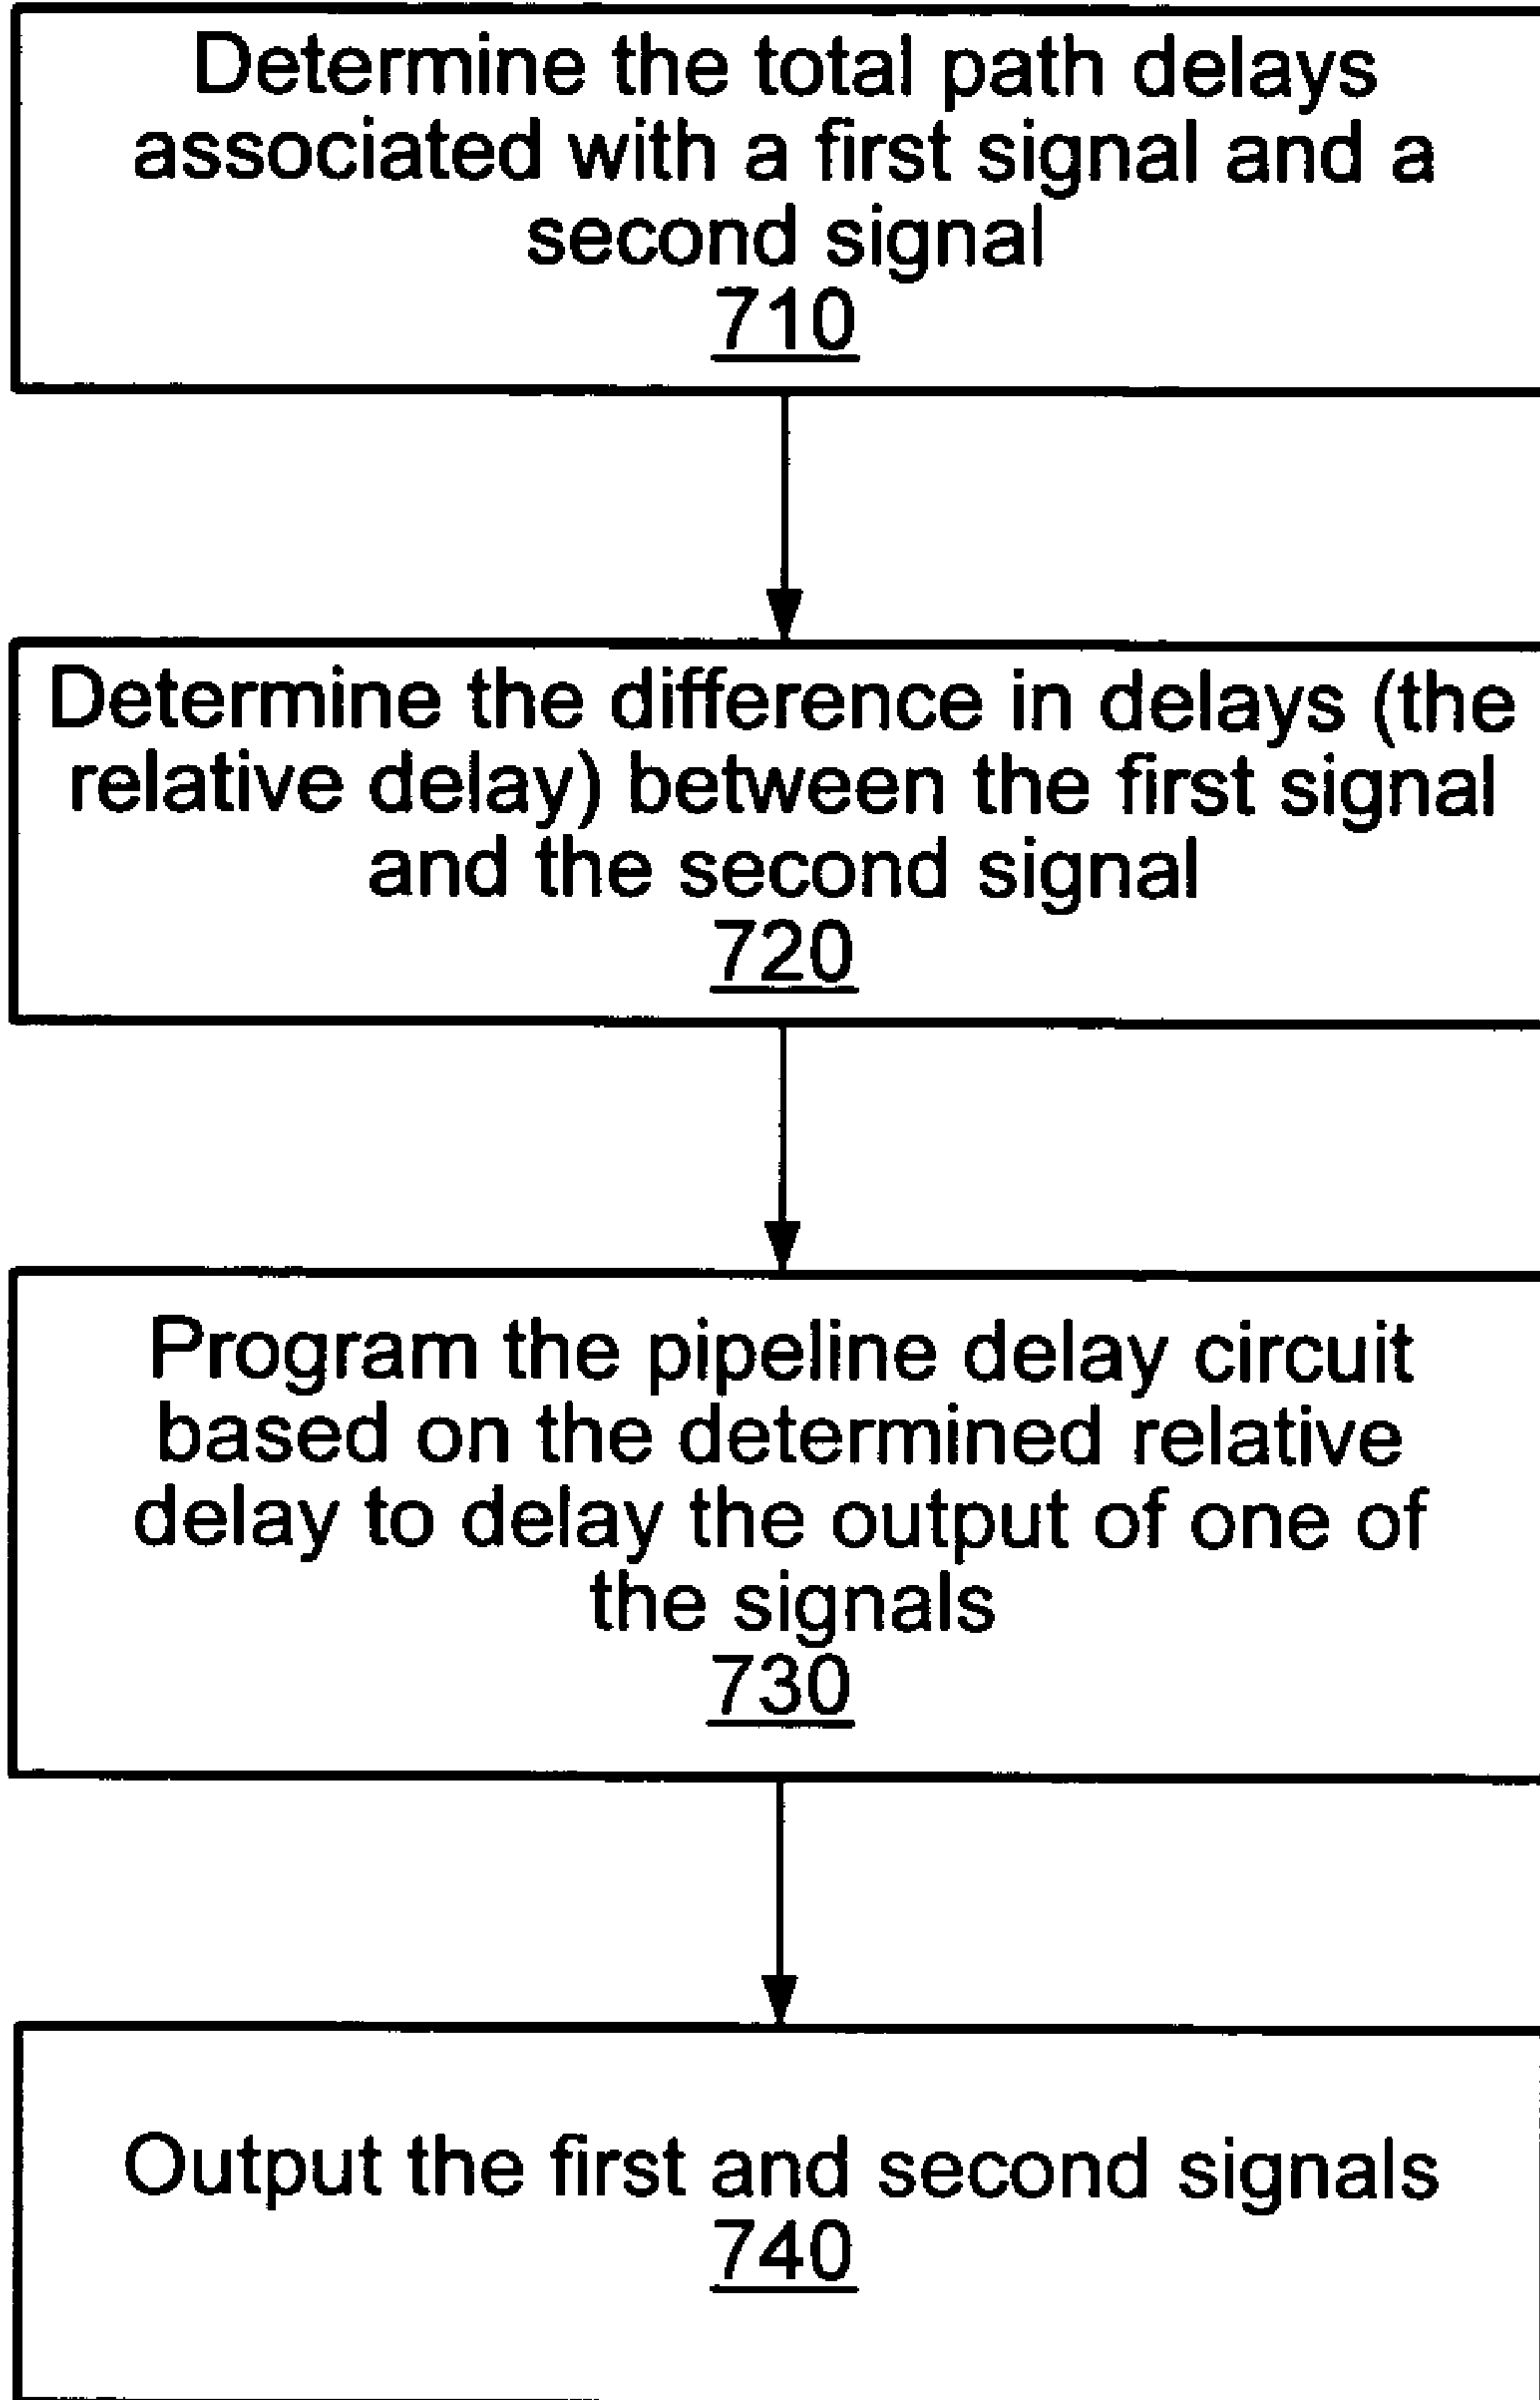 Determine the total path delays
associated with a first signal and a
second signal
710
Determine the difference in delays (the
relative delay) between the first signal
and the second signal
720
Program the pipeline delay circuit
based on the determined relative
delay to delay the output of one of
the signals
730
Output the first and second signals
740